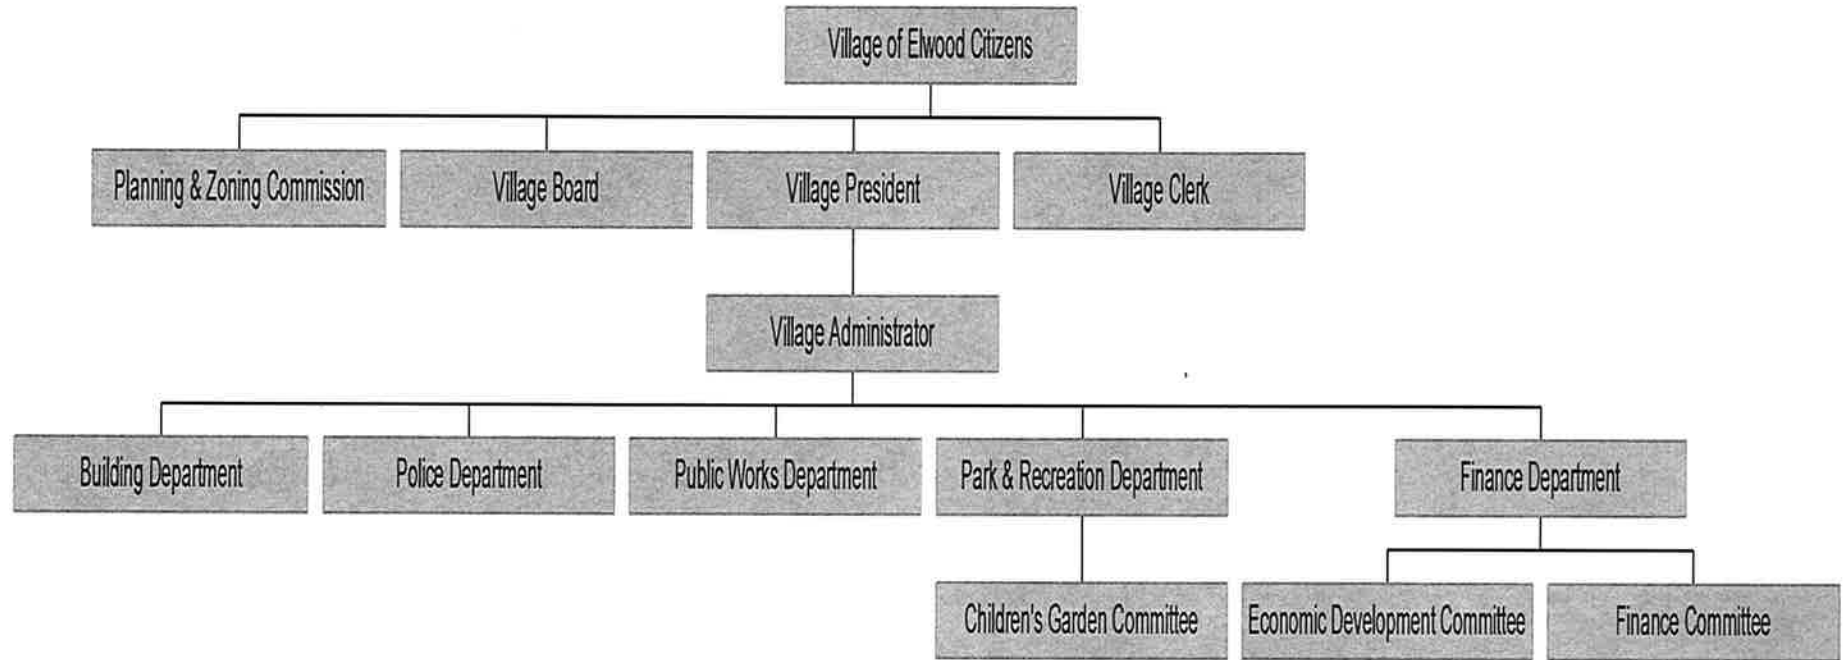 Village of Elwood Citizens
Planning & Zoning Commission
Village Board
Village President
Village Clerk
Village Administrator
Building Department
Police Department
Public Works Department
Park & Recreation Department
Finance Department
Children's Garden Committee
Economic Development Committee
Finance Committee